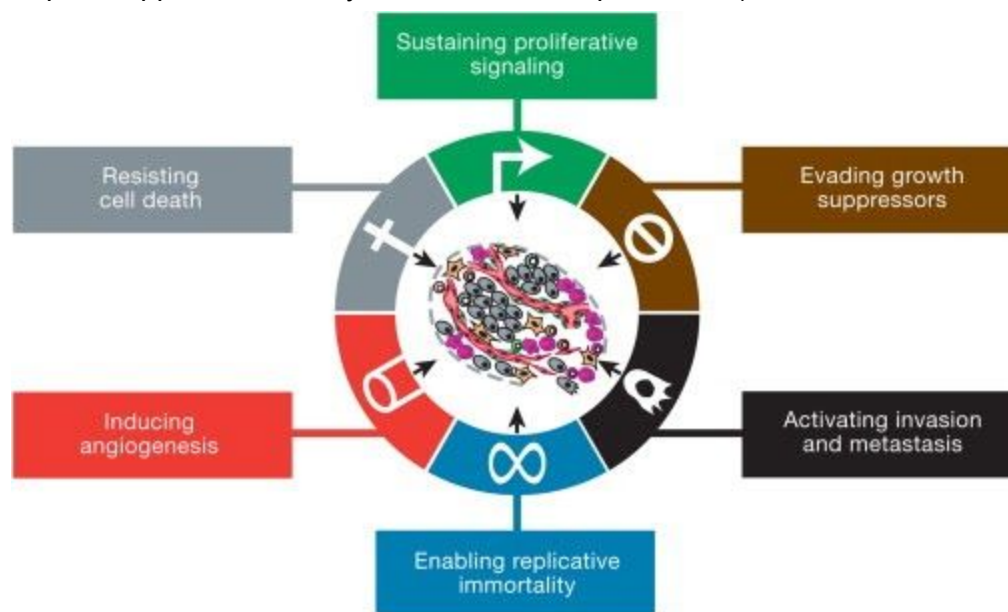 Sustaining proliferative
signaling
Resisting
cell death
Evading growth
suppressors
Inducing
angiogenesis
Activating invasion
and metastasis
Enabling replicative
immortality